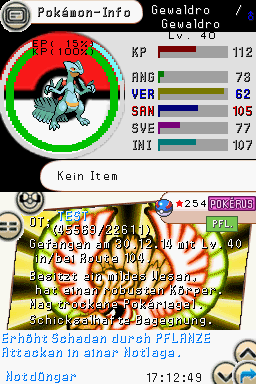 Pokémon-Info
Gewaldro /
Gewaldro
Lv. 40
EP( 15%)
KP(100%)
KP 112
ANG 73
VER 62
SAN 105
SVE 77
INI 107
Kein Item
★254 POKÉRUS
PFL.
OT: TEST
(45569/22611)
Gefangen am 30.12.14 mit Lv. 40
in/bei Route 104.
Besitzt ein mildes Wesen,
hat einen robusten Körper.
Mag trockene Pokériegel.
Schicksalhafte Begegnung.
Erhöht Schaden durch PFLANZE
Attacken in einer Notlage.
Notdünger 17:12:49